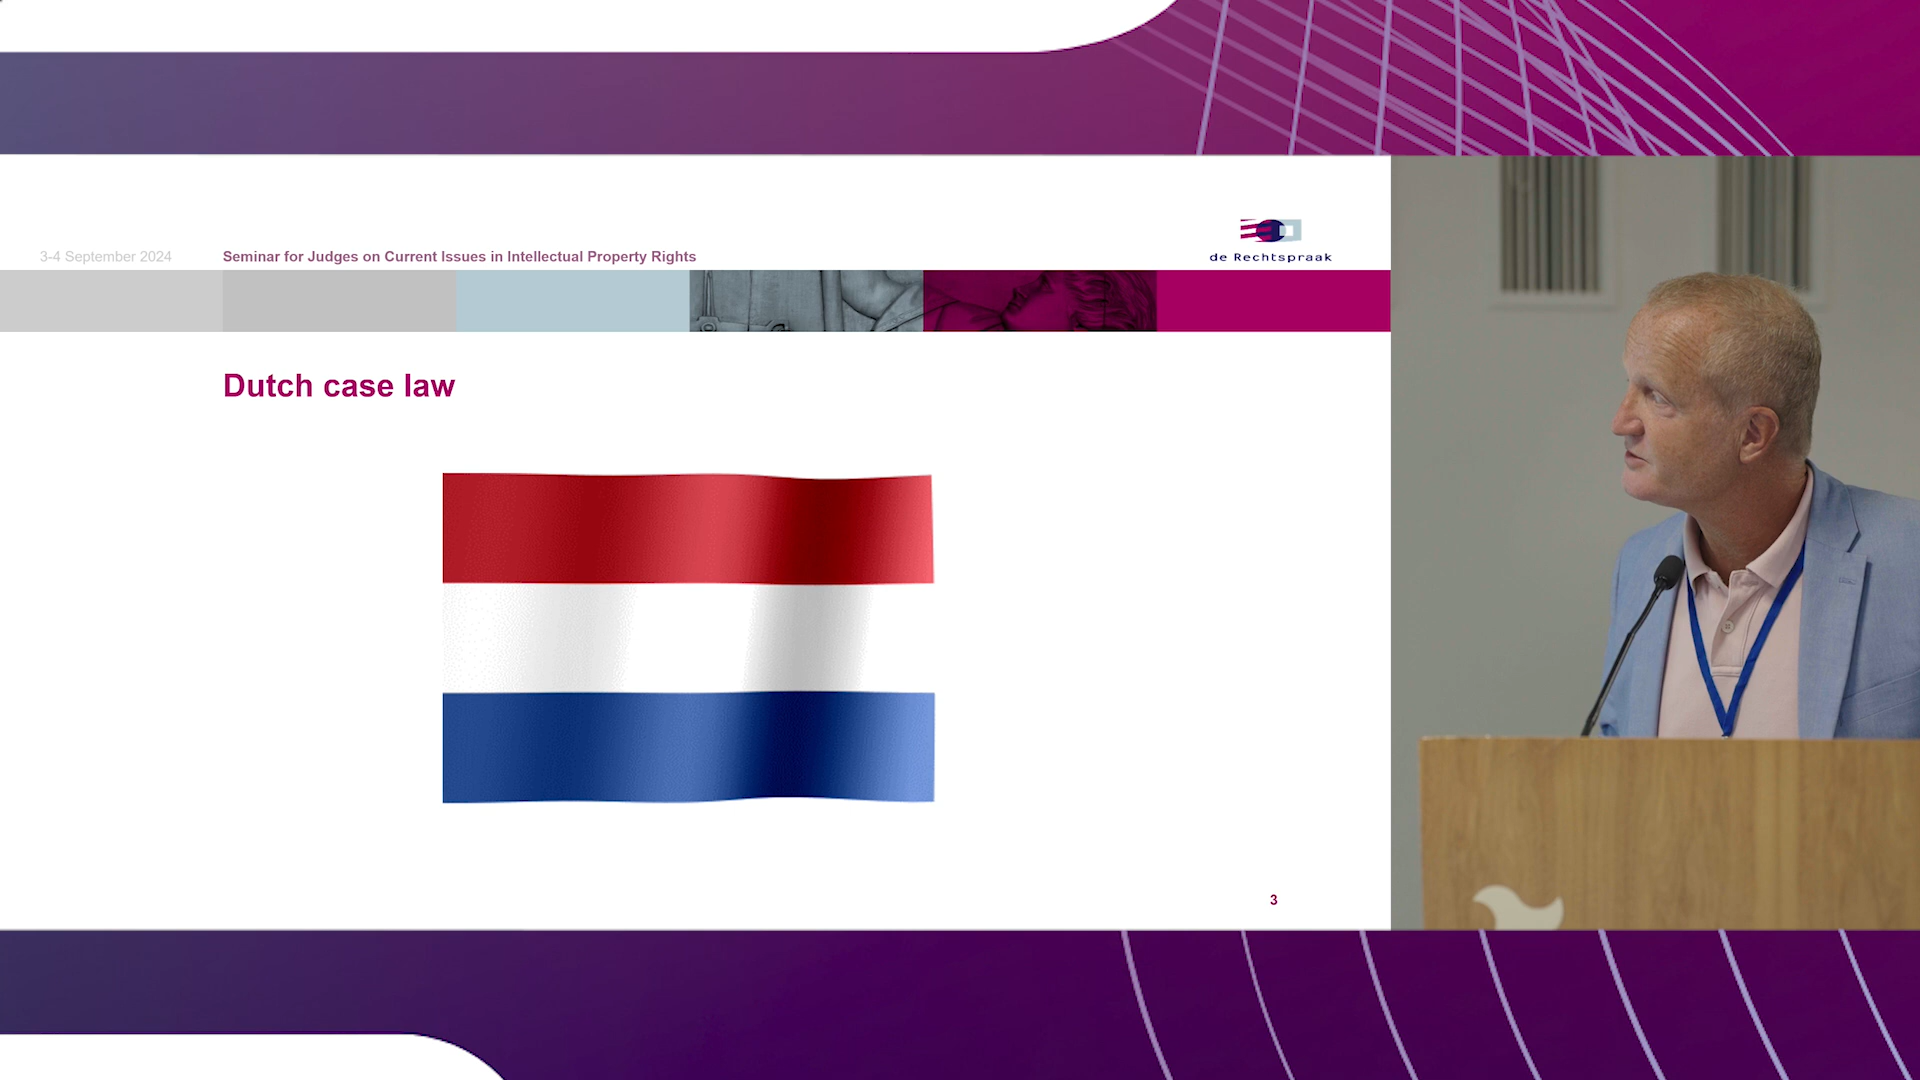 3-4 September 2024
Seminar for Judges on Current Issues in Intellectual Property Rights
de Rechtspraak
Dutch case law
3